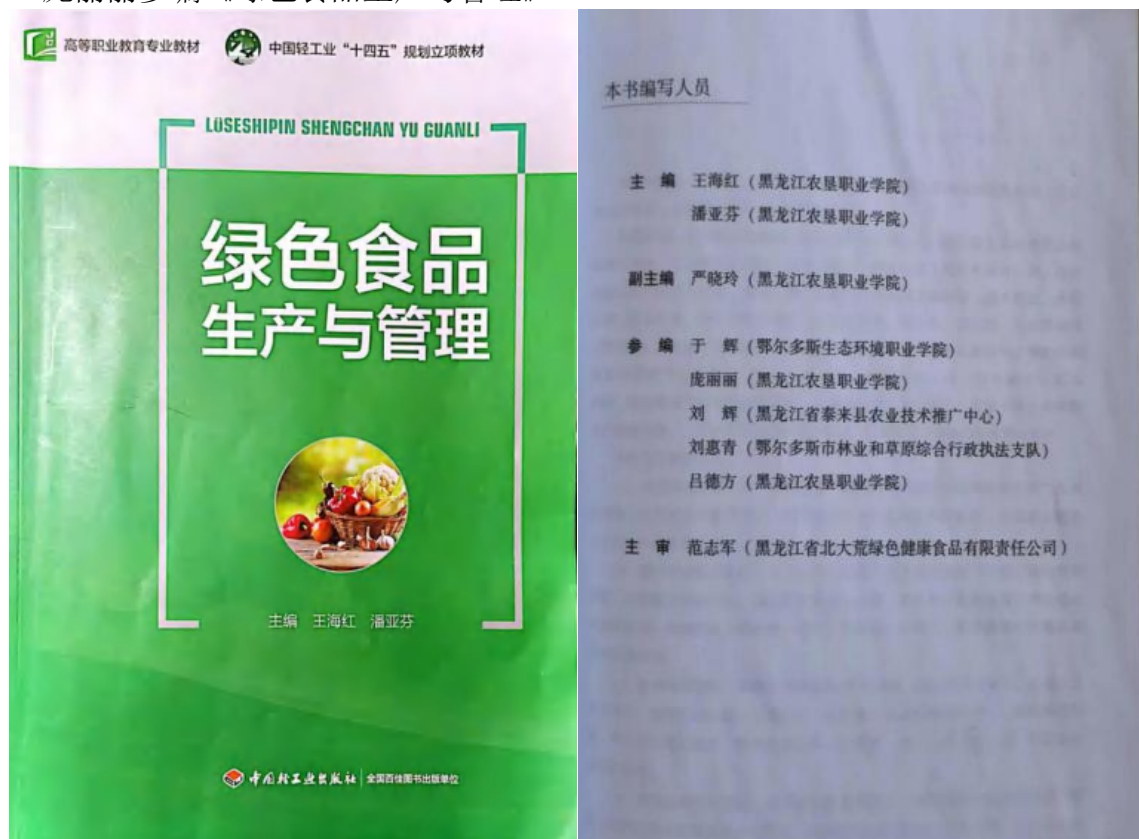 高等职业教育专业教材
中国轻工业“十四五”规划立项教材
LÜSESHIPIN SHENGCHAN YU GUANLI
绿色食品
生产与管理
主编 王海红 潘亚芬
中国轻工业出版社 全国百佳图书出版单位
本书编写人员
主 编 王海红（黑龙江农垦职业学院）
潘亚芬（黑龙江农垦职业学院）
副主编 严晓玲（黑龙江农垦职业学院）
参 编 于 辉（鄂尔多斯生态环境职业学院）
庞丽丽（黑龙江农垦职业学院）
刘 辉（黑龙江省泰来县农业技术推广中心）
刘惠青（鄂尔多斯市林业和草原综合行政执法支队）
吕德方（黑龙江农垦职业学院）
主 审 范志军（黑龙江省北大荒绿色健康食品有限责任公司）